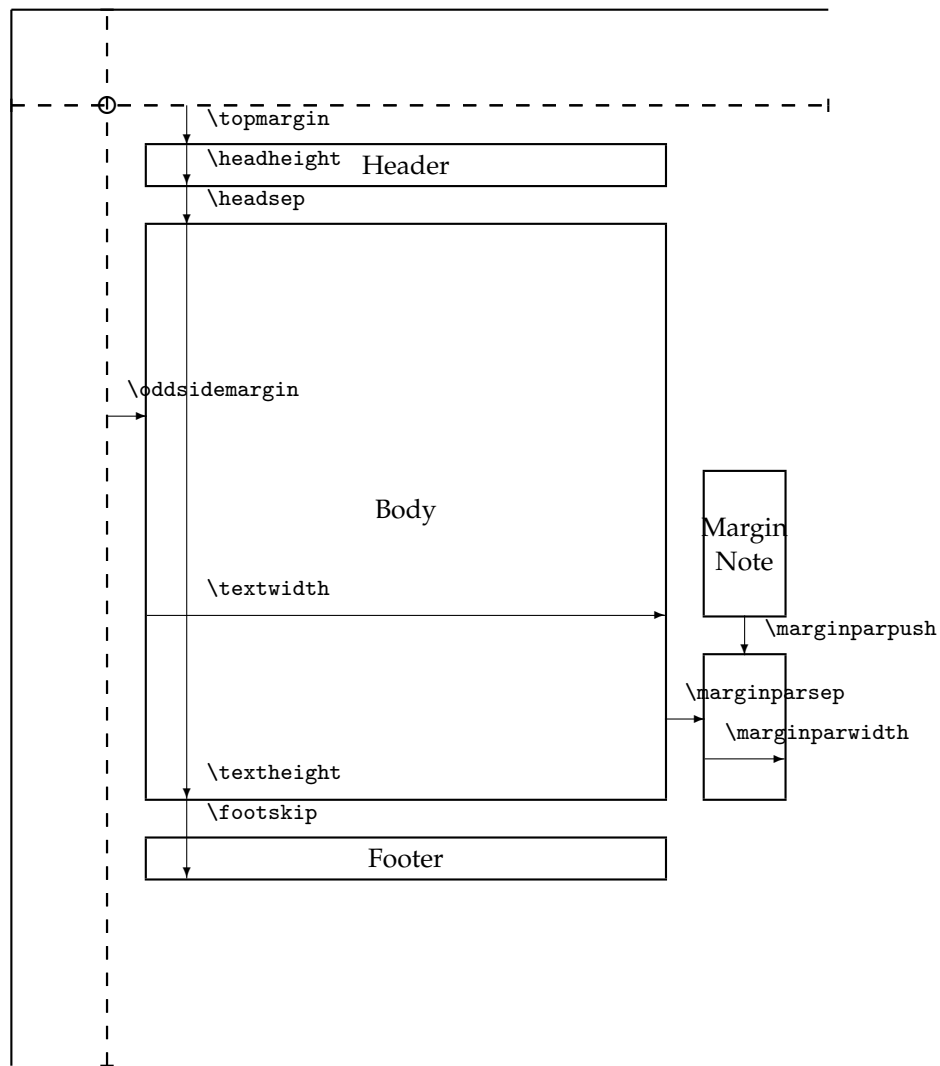 \topmargin
\headheight
Header
\headsep
\oddsidemargin
Body
Margin
Note
\textwidth
\marginparpush
\marginparsep
\marginparwidth
\textheight
\footskip
Footer